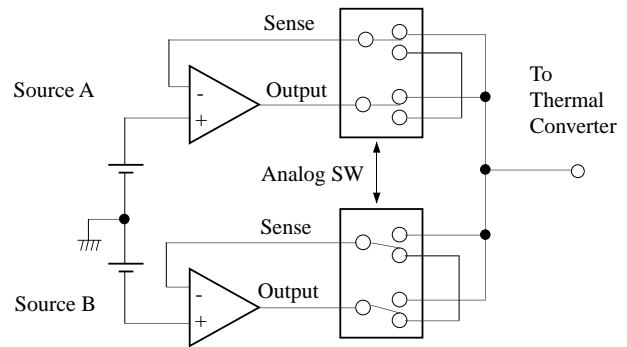 Sense
Source A
-
+
Output
To
Thermal
Converter
Analog SW
Sense
Source B
-
+
Output